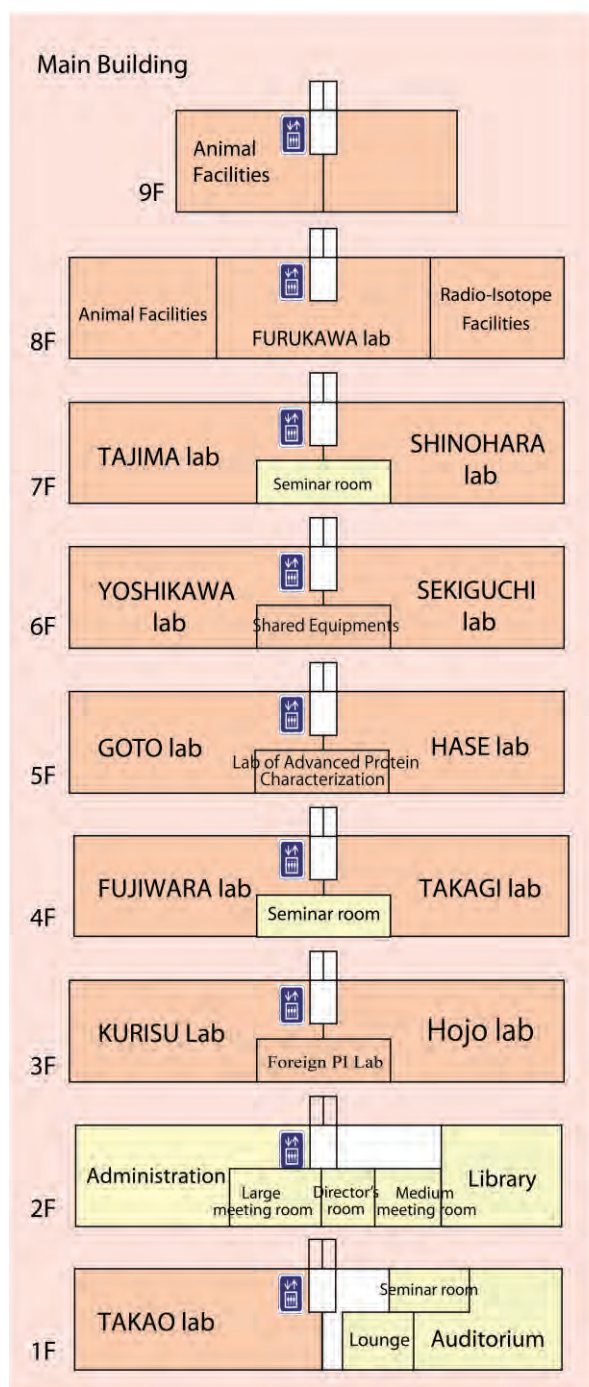 Main Building
Animal
Facilities
9F
Animal Facilities
FURUKAWA lab
Radio-Isotope
Facilities
8F
TAJIMA lab
SHINOHARA
lab
Seminar room
7F
YOSHIKAWA
lab
SEKIGUCHI
lab
Shared Equipments
6F
GOTO lab
HASE lab
Lab of Advanced Protein
Characterization
5F
FUJIWARA lab
TAKAGI lab
Seminar room
4F
KURISU Lab
Hojo lab
Foreign PI Lab
3F
Administration
Library
Large
meeting room
Director's
room
Medium
meeting room
2F
Seminar room
TAKAO lab
Lounge
Auditorium
1F